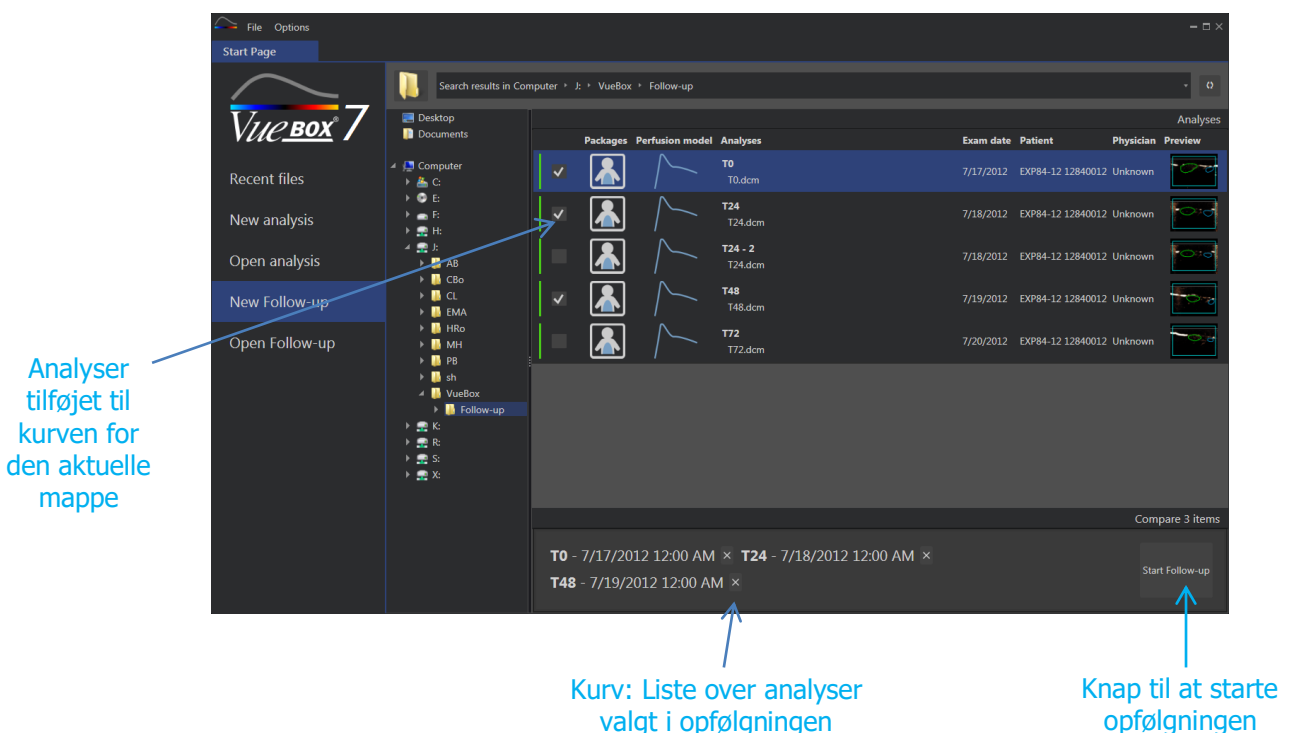 File Options
Start Page
VUEBOX® 7
Recent files
New analysis
Open analysis
New Follow-up
Open Follow-up
Search results in Computer J: VueBox Follow-up
Desktop
Documents
Computer
C:
E:
F:
H:
J:
AB
CBo
CL
EMA
HRo
MH
PB
sh
VueBox
Follow-up
K:
R:
S:
X:
Analyses
Packages Perfusion model Analyses Exam date Patient Physician Preview
T0
T0.dcm
7/17/2012 EXP84-12 12840012 Unknown
T24
T24.dcm
7/18/2012 EXP84-12 12840012 Unknown
T24 - 2
T24.dcm
7/18/2012 EXP84-12 12840012 Unknown
T48
T48.dcm
7/19/2012 EXP84-12 12840012 Unknown
T72
T72.dcm
7/20/2012 EXP84-12 12840012 Unknown
Compare 3 items
T0 - 7/17/2012 12:00 AM × T24 - 7/18/2012 12:00 AM ×
T48 - 7/19/2012 12:00 AM ×
Start Follow-up
Analyser
tilføjet til
kurven for
den aktuelle
mappe
Kurv: Liste over analyser
valgt i opfølgningen
Knap til at starte
opfølgningen